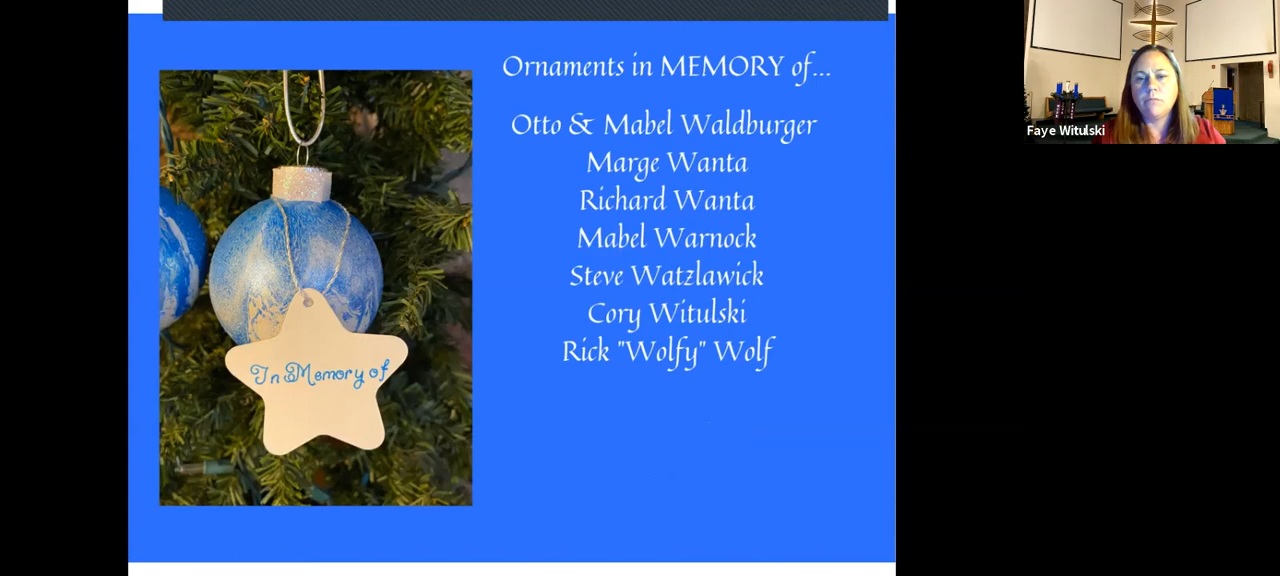 Ornaments in MEMORY of...
Otto & Mabel Waldburger
Marge Wanta
Richard Wanta
Mabel Warnock
Steve Watzlawick
Cory Witulski
Rick "Wolfy" Wolf
In Memory of
Faye Witulski